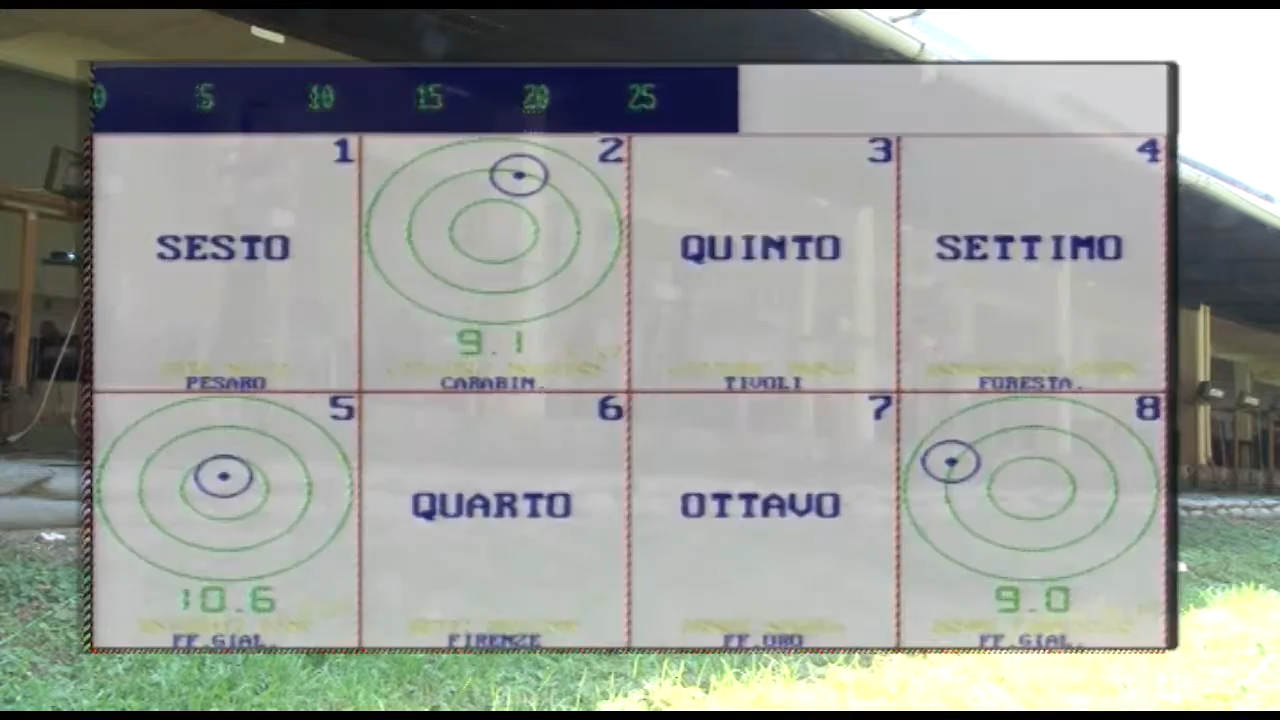 0 5 10 15 20 25
1
SESTO
PESARO
2
9.1
CARABIN.
3
QUINTO
TIVOLI
4
SETTIMO
FORESTA.
5
10.6
FF.GIAL.
6
QUARTO
FIRENZE
7
OTTAVO
FF.ORO
8
9.0
FF.GIAL.